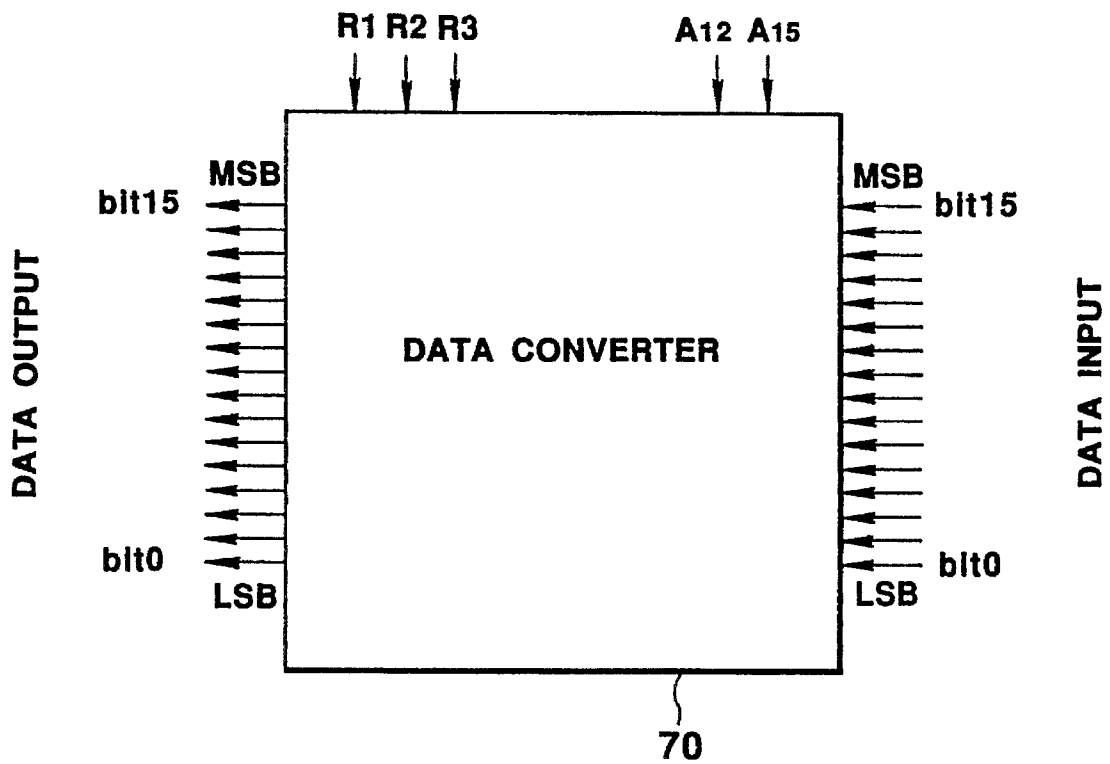 R1 R2 R3 A12 A15
MSB MSB
bit15 bit15
DATA OUTPUT
DATA CONVERTER
DATA INPUT
bit0 bit0
LSB LSB
70